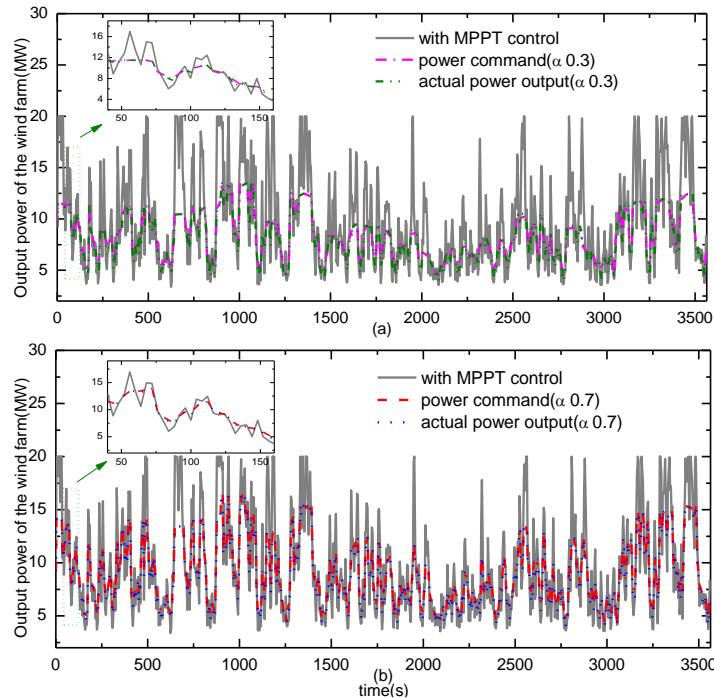 with MPPT control
power command(α 0.3)
actual power output(α 0.3)
Output power of the wind farm(MW)
30
25
20
15
10
5
16
12
8
4
50 100 150
0 500 1000 1500 2000 2500 3000 3500
(a)
with MPPT control
power command(α 0.7)
actual power output(α 0.7)
Output power of the wind farm(MW)
30
25
20
15
10
5
15
10
5
50 100 150
0 500 1000 1500 2000 2500 3000 3500
(b)
time(s)